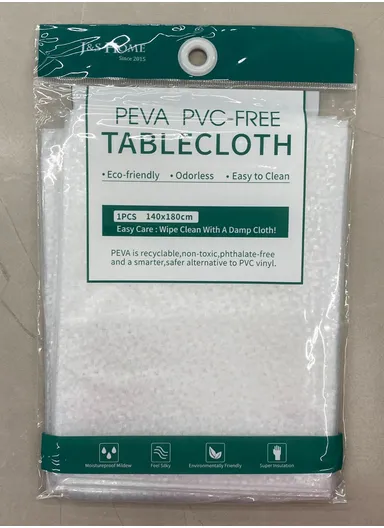 J&S HOME
Since 2015
PEVA PVC-FREE
TABLECLOTH
• Eco-friendly • Odorless • Easy to Clean
1PCS 140x180cm
Easy Care : Wipe Clean With A Damp Cloth!
PEVA is recyclable,non-toxic,phthalate-free
and a smarter,safer alternative to PVC vinyl.
Moistureproof Mildew Feel Silky Environmentally Friendly Super Insulation